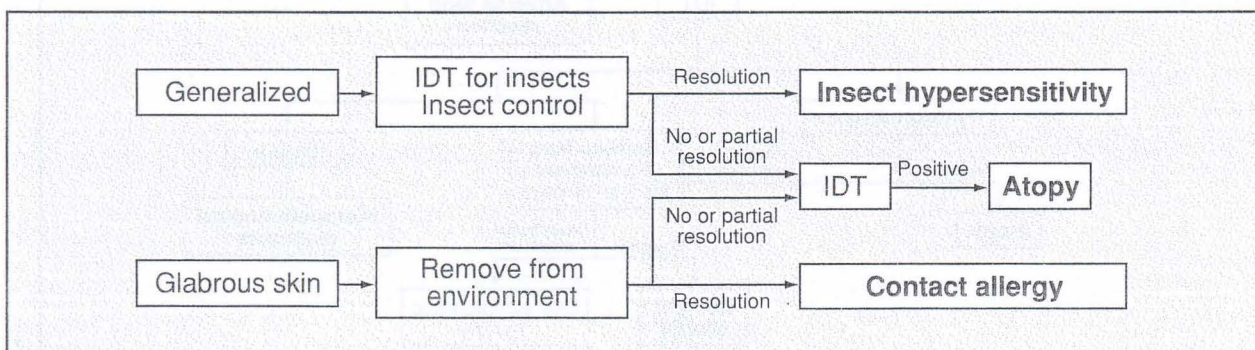 Generalized
IDT for insects
Insect control
Resolution
Insect hypersensitivity
No or partial
resolution
IDT
Positive
Atopy
No or partial
resolution
Glabrous skin
Remove from
environment
Resolution
Contact allergy